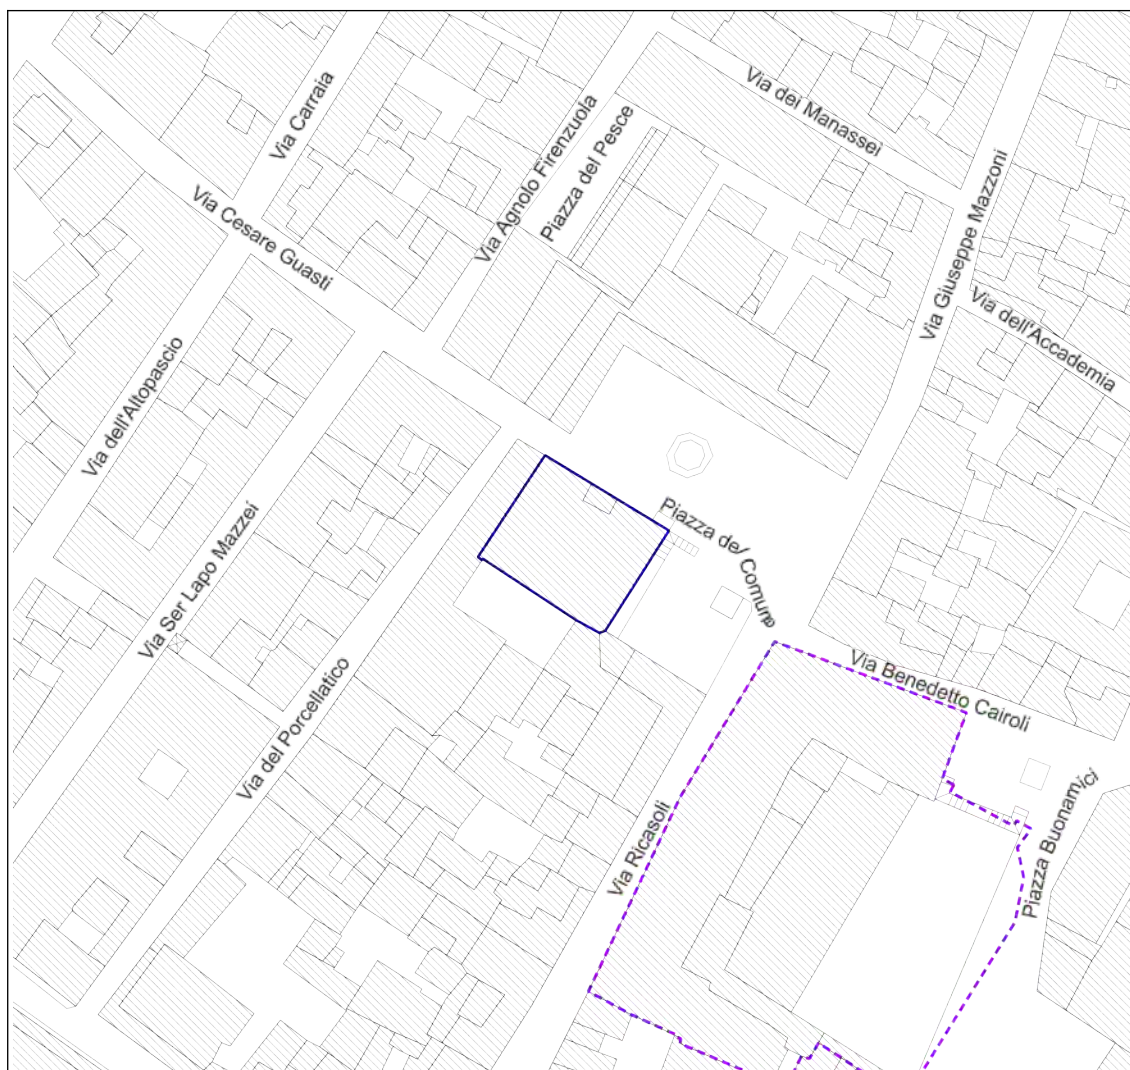 Via Carraia
Via dei Manassei
Via Agnolo Firenzuola
Piazza del Pesce
Via Cesare Guasti
Via Giuseppe Mazzoni
Via dell'Accademia
Via dell'Altopascio
Via Ser Lapo Mazzei
Piazza del Comune
Via del Porcellatico
Via Benedetto Cairoli
Via Ricasoli
Piazza Buonamici